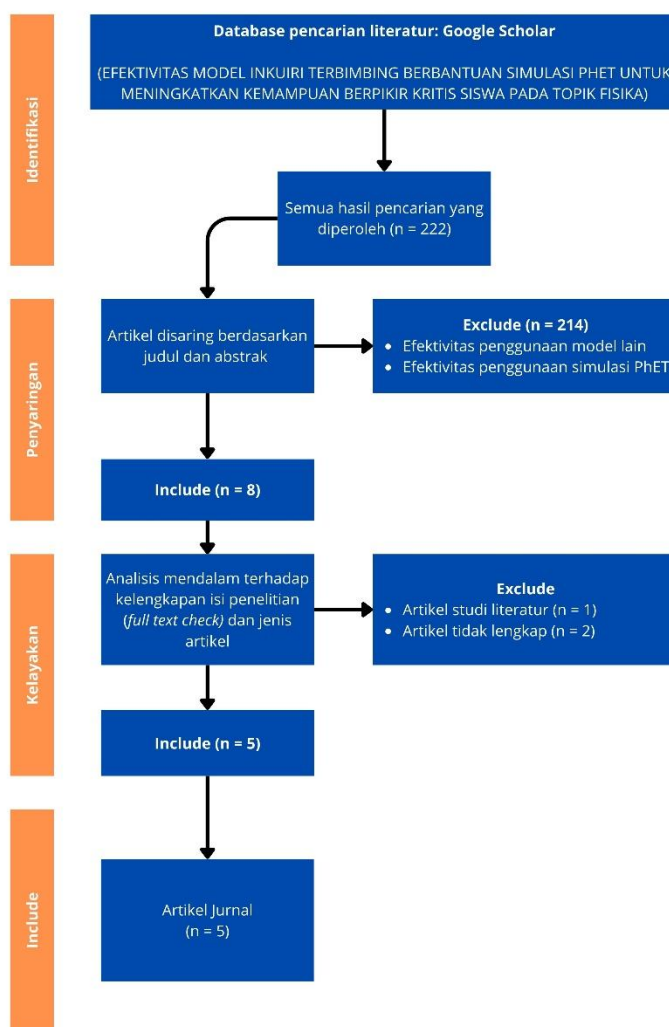 Identifikasi
Database pencarian literatur: Google Scholar
(EFEKTIVITAS MODEL INKUIRI TERBIMBING BERBANTUAN SIMULASI PHET UNTUK
MENINGKATKAN KEMAMPUAN BERPIKIR KRITIS SISWA PADA TOPIK FISIKA)
Semua hasil pencarian yang
diperoleh (n = 222)
Penyaringan
Artikel disaring berdasarkan
judul dan abstrak
Exclude (n = 214)
• Efektivitas penggunaan model lain
• Efektivitas penggunaan simulasi PhET
Include (n = 8)
Kelayakan
Analisis mendalam terhadap
kelengkapan isi penelitian
(full text check) dan jenis
artikel
Exclude
• Artikel studi literatur (n = 1)
• Artikel tidak lengkap (n = 2)
Include (n = 5)
Include
Artikel Jurnal
(n = 5)